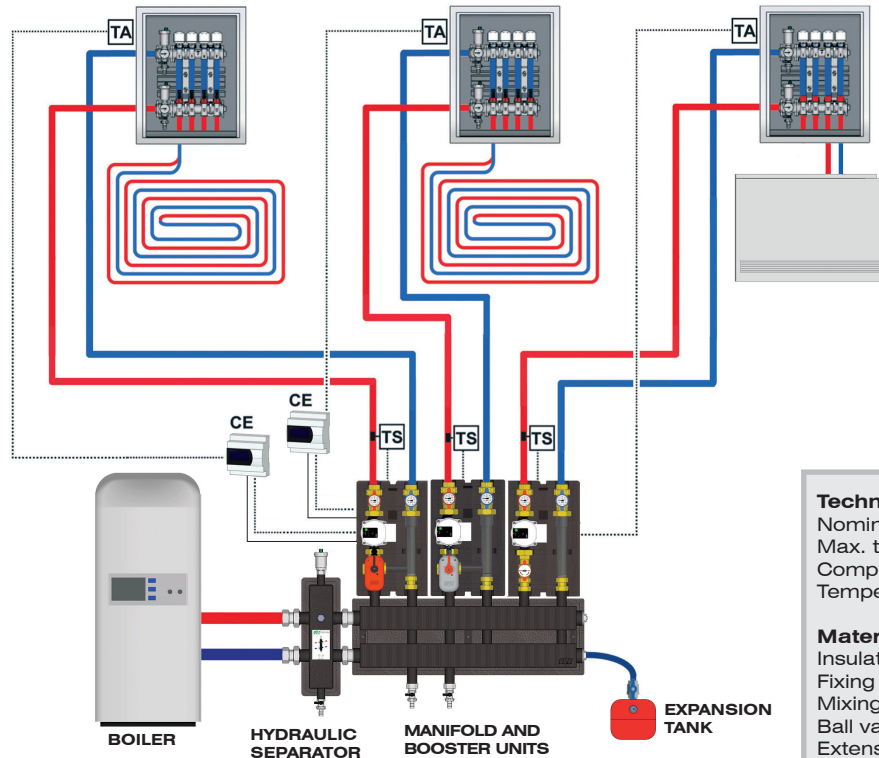 TA
TA
TA
CE
CE
TS
TS
TS
BOILER
HYDRAULIC
SEPARATOR
MANIFOLD AND
BOOSTER UNITS
EXPANSION
TANK
Techn
Nomin
Max. t
Comp
Tempe
Mater
Insulat
Fixing
Mixing
Ball va
Extens